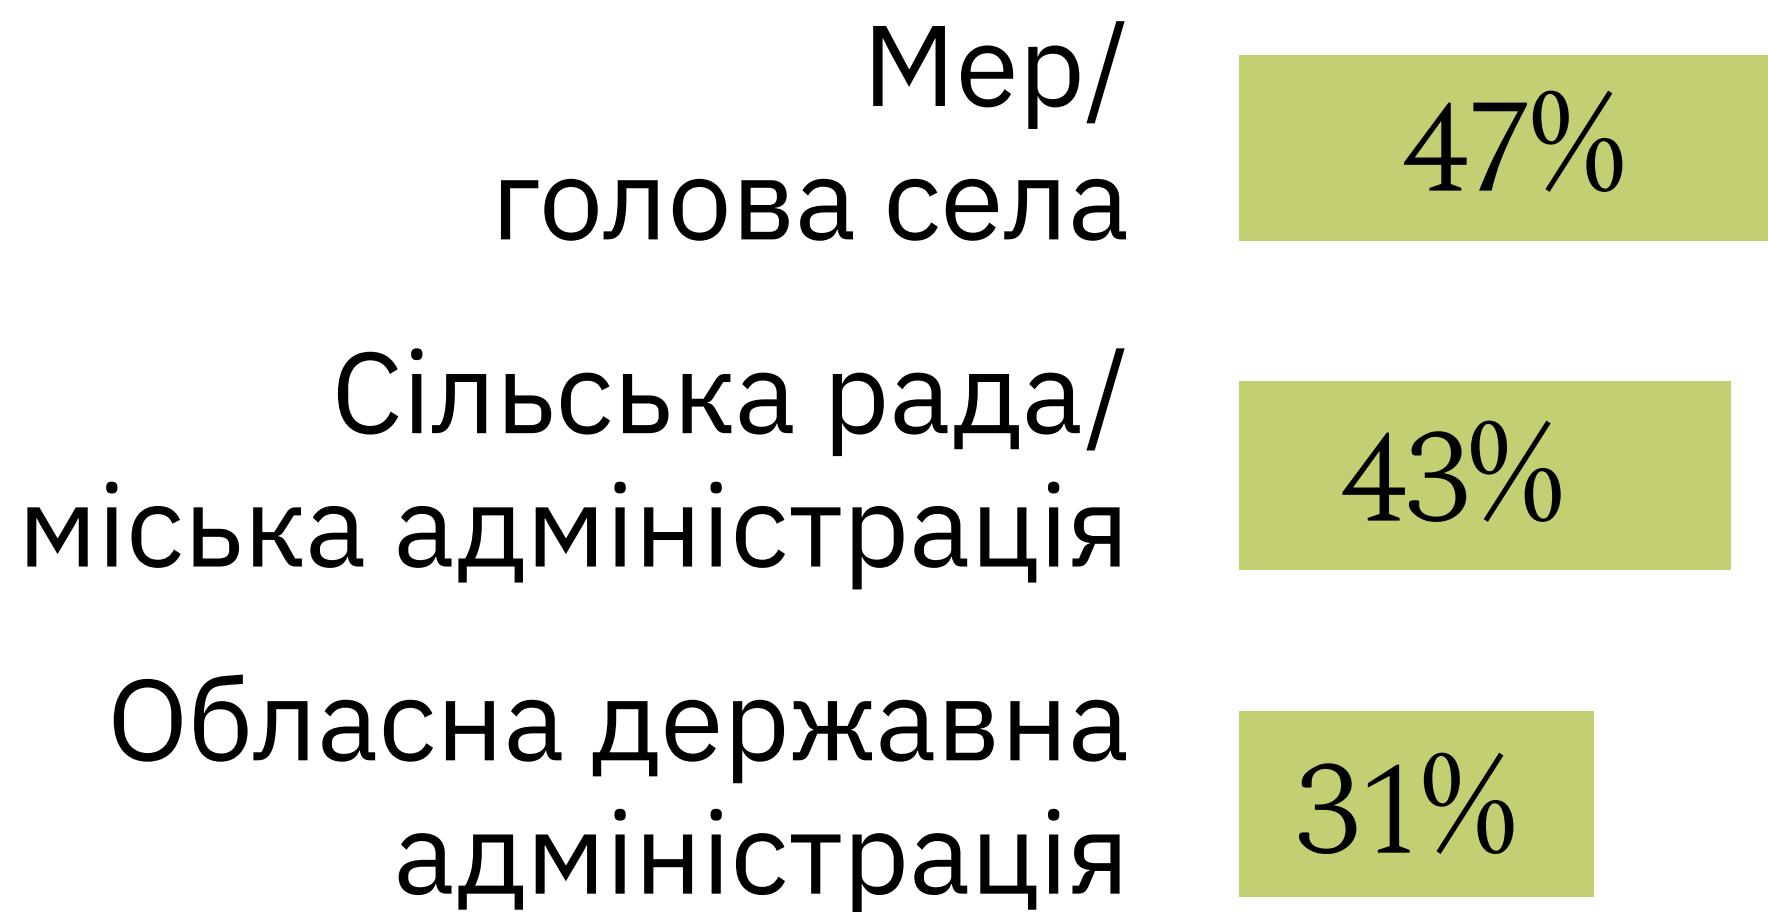 Мер/
голова села
47%
Сільська рада/
міська адміністрація
43%
Обласна державна
адміністрація
31%